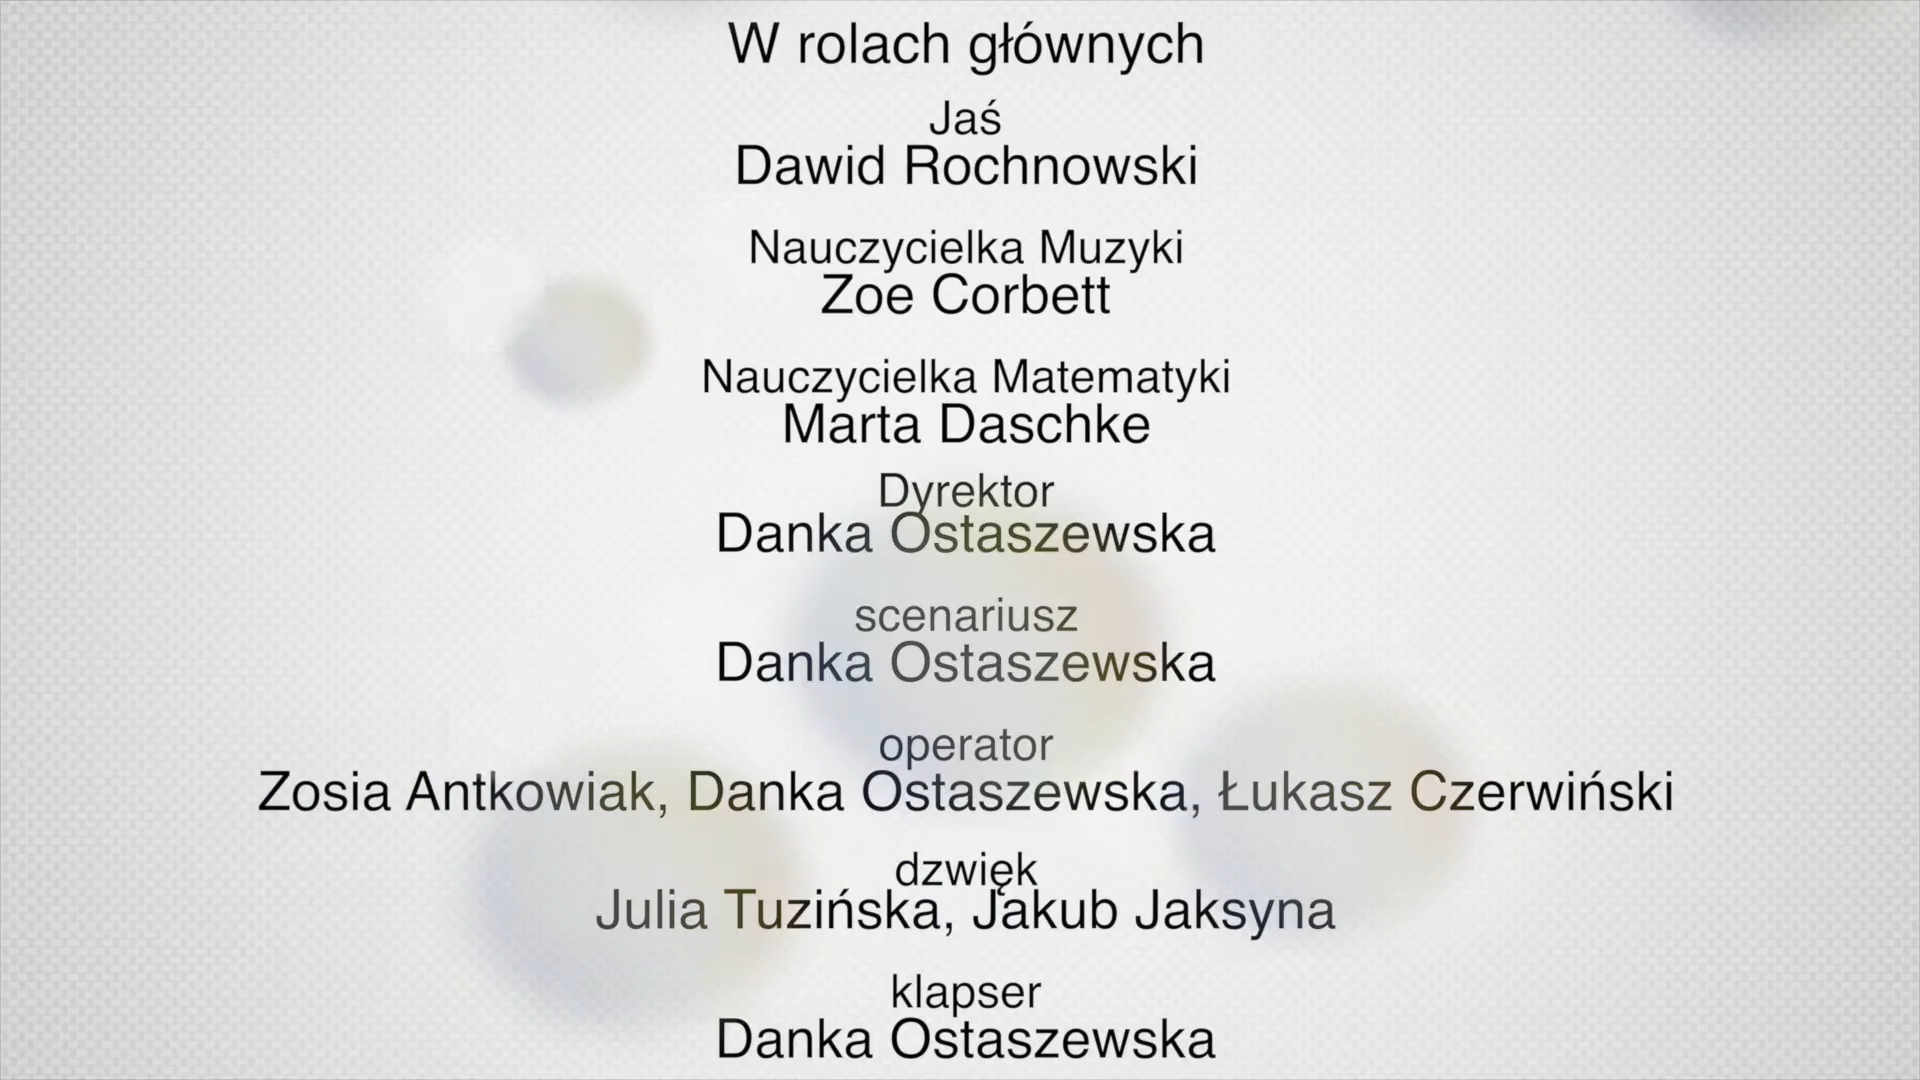 W rolach głównych
Jaś
Dawid Rochnowski
Nauczycielka Muzyki
Zoe Corbett
Nauczycielka Matematyki
Marta Daschke
Dyrektor
Danka Ostaszewska
scenariusz
Danka Ostaszewska
operator
Zosia Antkowiak, Danka Ostaszewska, Łukasz Czerwiński
dzwięk
Julia Tuzińska, Jakub Jaksyna
klapser
Danka Ostaszewska